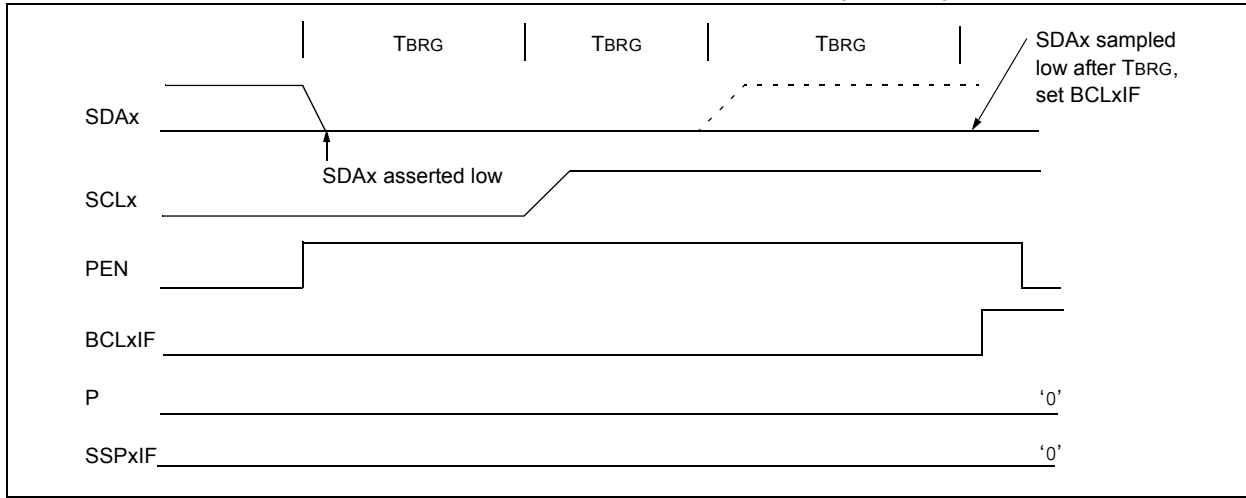 TBRG TBRG TBRG
SDAx sampled
low after TBRG,
set BCLxIF
SDAx
SDAx asserted low
SCLx
PEN
BCLxIF
P
‘0’
SSPxIF
‘0’